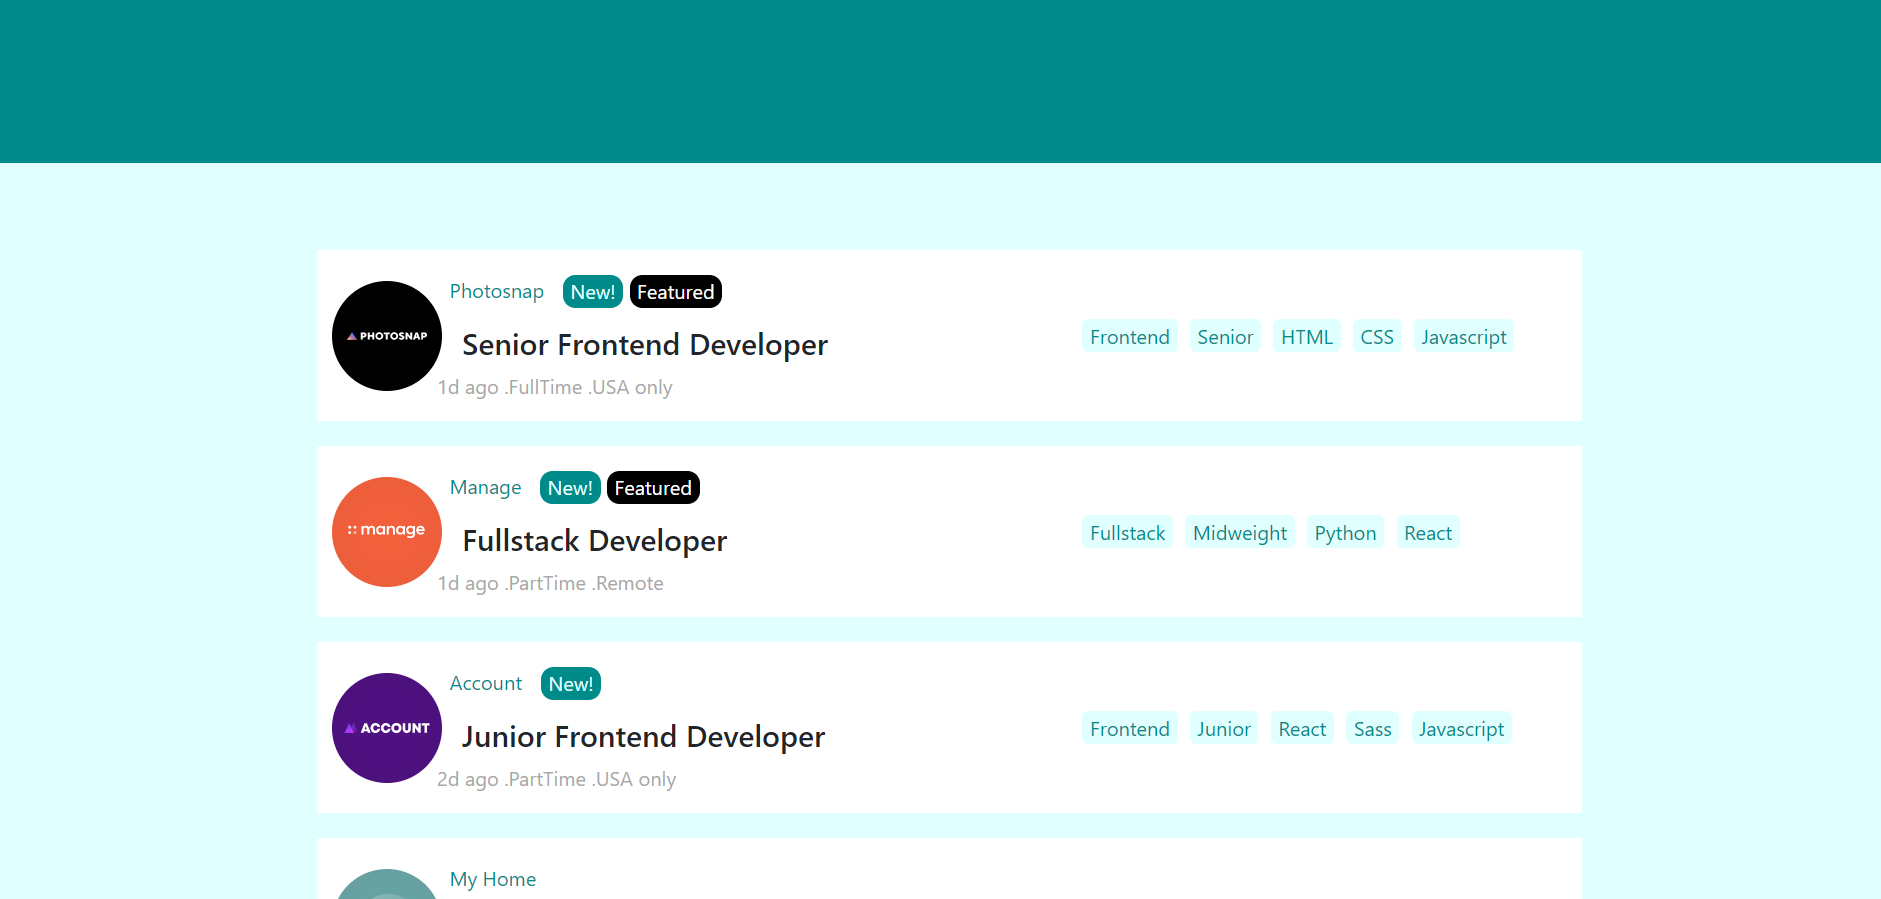 Photosnap New! Featured
PHOTOSNAP
Senior Frontend Developer
1d ago .FullTime .USA only
Frontend Senior HTML CSS Javascript
Manage New! Featured
manage
Fullstack Developer
1d ago .PartTime .Remote
Fullstack Midweight Python React
Account New!
ACCOUNT
Junior Frontend Developer
2d ago .PartTime .USA only
Frontend Junior React Sass Javascript
My Home